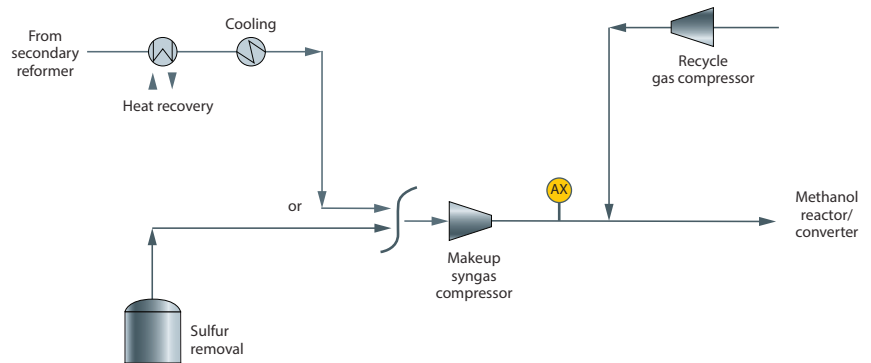 From
secondary
reformer
Cooling
Heat recovery
Recycle
gas compressor
AX
or
Methanol
reactor/
converter
Makeup
syngas
compressor
Sulfur
removal